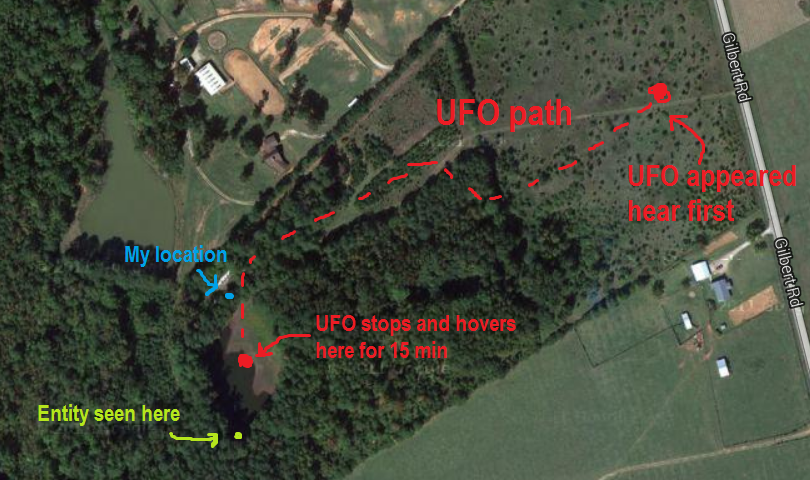 Gilbert Rd
UFO path
UFO appeared
hear first
My location
Gilbert Rd
UFO stops and hovers
here for 15 min
Entity seen here